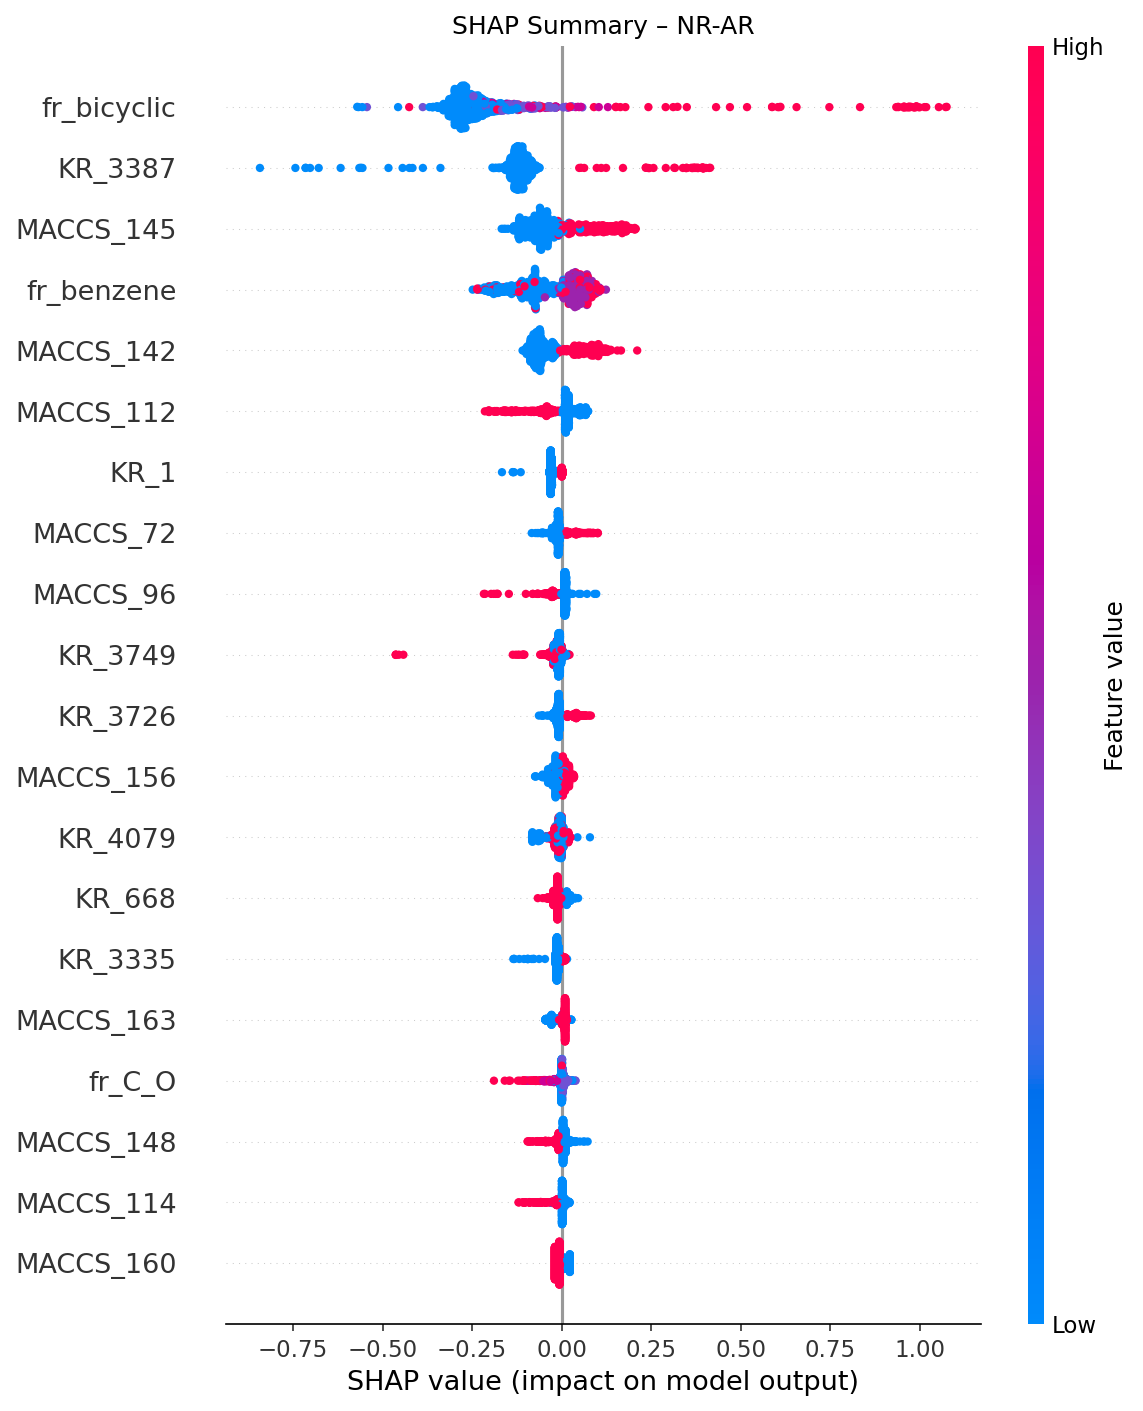 SHAP Summary – NR-AR
High
fr_bicyclic
KR_3387
MACCS_145
fr_benzene
MACCS_142
MACCS_112
KR_1
MACCS_72
MACCS_96
KR_3749
KR_3726
MACCS_156
KR_4079
KR_668
KR_3335
MACCS_163
fr_C_O
MACCS_148
MACCS_114
MACCS_160
Feature value
Low
−0.75 −0.50 −0.25 0.00 0.25 0.50 0.75 1.00
SHAP value (impact on model output)